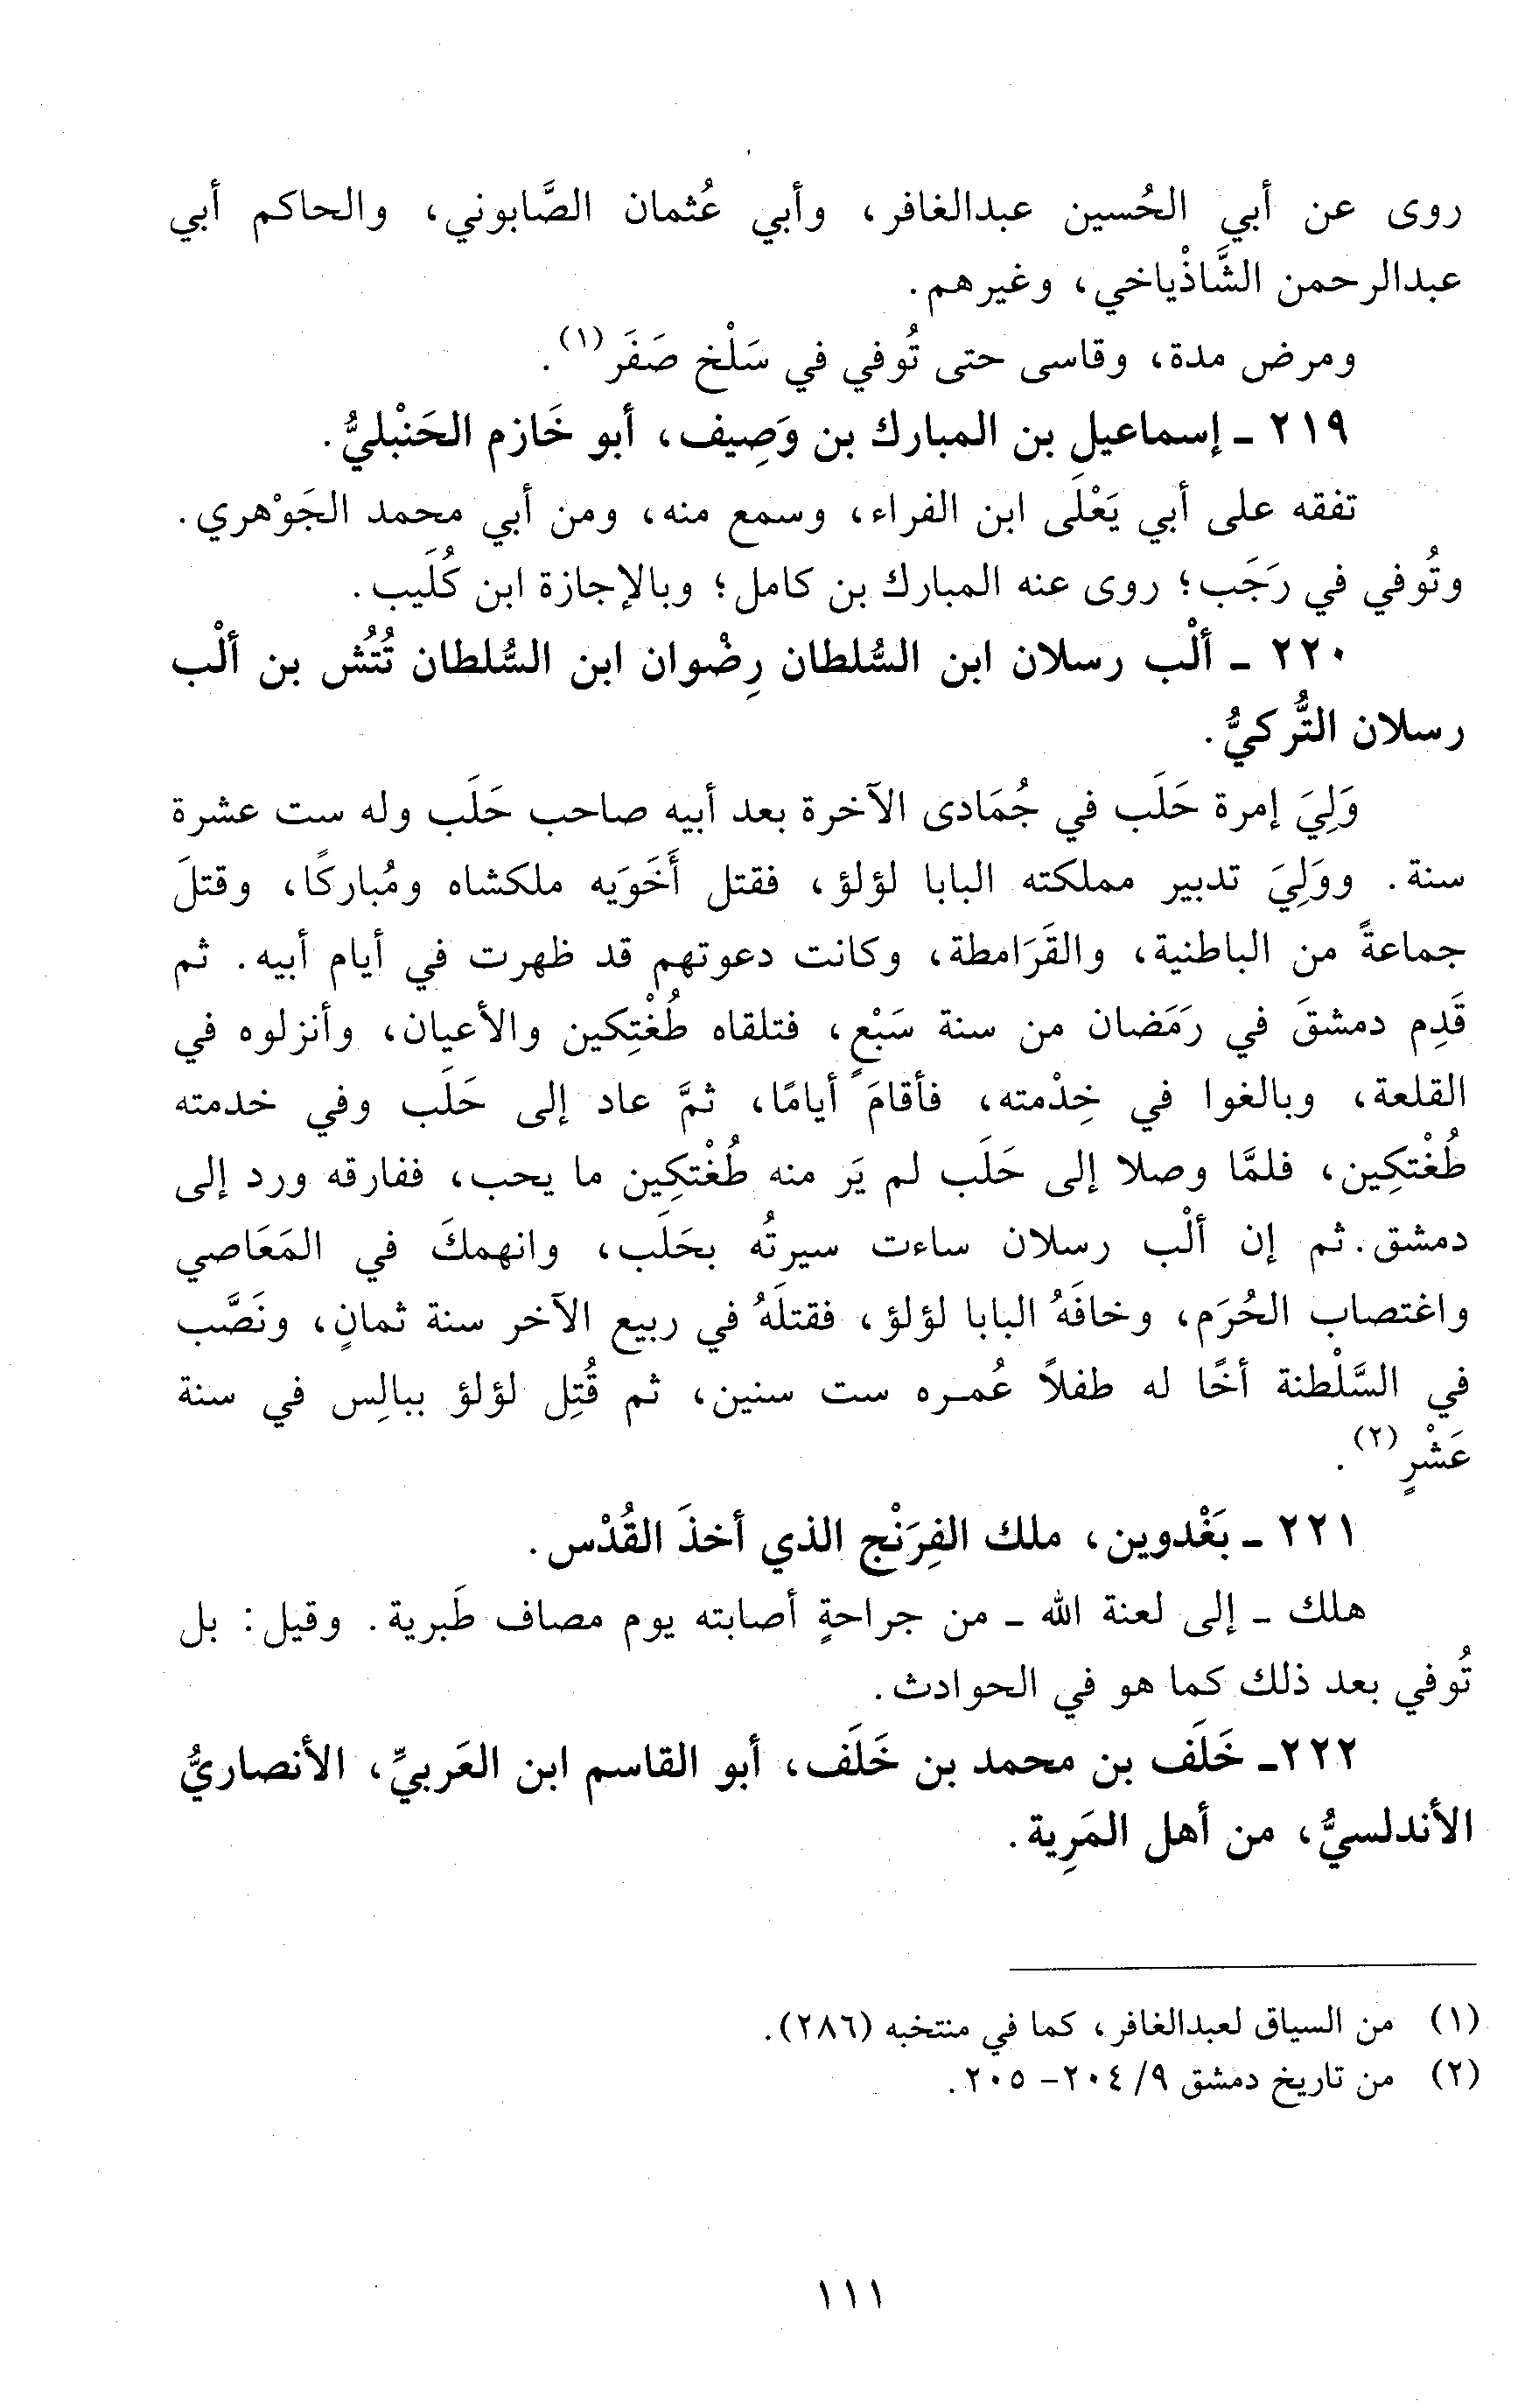 روى عن أبي الحُسين عبدالغافر، وأبي عُثمان الصَّابوني، والحاكم أبي
عبدالرحمن الشَّاذْياخي، وغيرهم.
ومرض مدة، وقاسى حتى تُوفي في سَلْخ صَفَر(١).
٢١٩ ـ إسماعيل بن المبارك بن وَصِيف، أبو خَازم الحَنْبليُّ.
تفقه على أبي يَعْلَى ابن الفراء، وسمع منه، ومن أبي محمد الجَوْهري.
وتُوفي في رَجَب؛ روى عنه المبارك بن كامل؛ وبالإجازة ابن كُلَيب.
٢٢٠ ـ ألْب رسلان ابن السُّلطان رِضْوان ابن السُّلطان تُتُش بن ألْب
رسلان التُّركيُّ.
وَلِيَ إمرة حَلَب في جُمَادى الآخرة بعد أبيه صاحب حَلَب وله ست عشرة
سنة. ووَلِيَ تدبير مملكته البابا لؤلؤ، فقتل أَخَوَيه ملكشاه ومُباركًا، وقتلَ
جماعةً من الباطنية، والقَرَامطة، وكانت دعوتهم قد ظهرت في أيام أبيه. ثم
قَدِم دمشقَ في رَمَضان من سنة سَبْعٍ، فتلقاه طُغْتِكين والأعيان، وأنزلوه في
القلعة، وبالغوا في خِدْمته، فأقامَ أيامًا، ثمَّ عاد إلى حَلَب وفي خدمته
طُغْتكِين، فلمَّا وصلا إلى حَلَب لم يَر منه طُغْتكِين ما يحب، ففارقه ورد إلى
دمشق. ثم إن ألْب رسلان ساءت سيرتُه بحَلَب، وانهمكَ في المَعَاصي
واغتصاب الحُرَم، وخافَهُ البابا لؤلؤ، فقتلَهُ في ربيع الآخر سنة ثمانٍ، ونَصَّب
في السَّلْطنة أخًا له طفلاً عُمـره ست سنين، ثم قُتِل لؤلؤ ببالِس في سنة
عَشْرٍ(٢).
٢٢١ ـ بَغْدوين، ملك الفِرَنْج الذي أخذَ القُدْس.
هلك ـ إلى لعنة الله ـ من جراحةٍ أصابته يوم مصاف طَبرية. وقيل: بل
تُوفي بعد ذلك كما هو في الحوادث.
٢٢٢ـ خَلَف بن محمد بن خَلَف، أبو القاسم ابن العَربيِّ، الأنصاريُّ
الأندلسيُّ، من أهل المَرِية.
(١) من السياق لعبدالغافر، كما في منتخبه (٢٨٦).
(٢) من تاريخ دمشق ٩/ ٢٠٤– ٢٠٥.
١١١